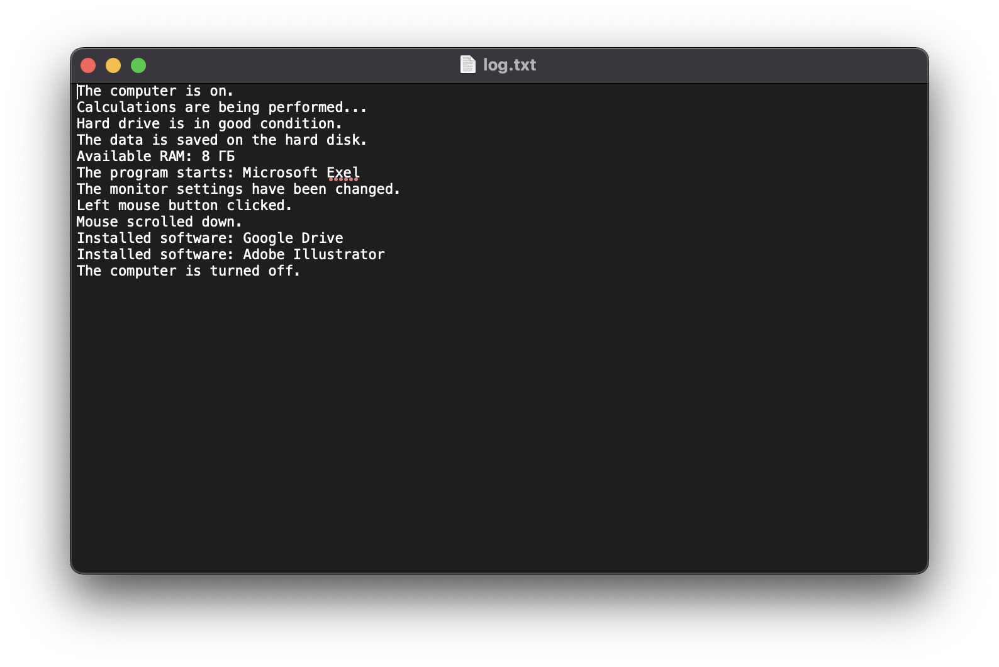 log.txt
The computer is on.
Calculations are being performed...
Hard drive is in good condition.
The data is saved on the hard disk.
Available RAM: 8 ГБ
The program starts: Microsoft Exel
The monitor settings have been changed.
Left mouse button clicked.
Mouse scrolled down.
Installed software: Google Drive
Installed software: Adobe Illustrator
The computer is turned off.